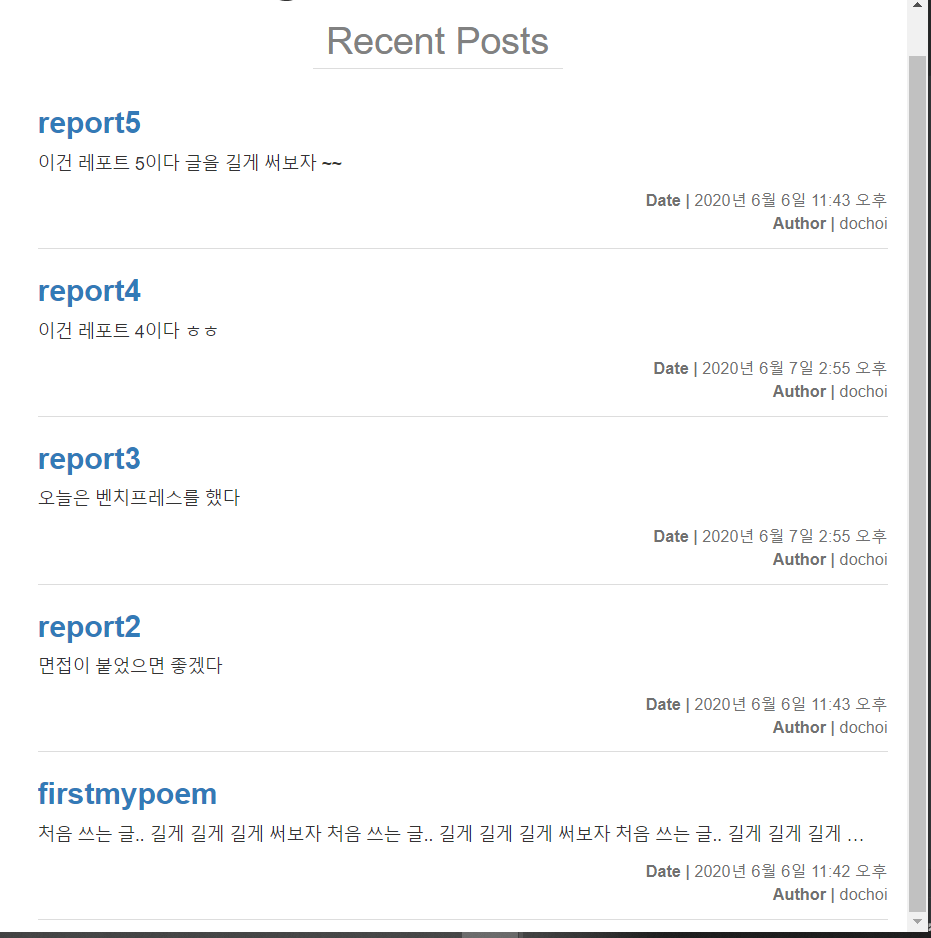 Recent Posts
report5
이건 레포트 5이다 글을 길게 써보자 ~~
Date | 2020년 6월 6일 11:43 오후
Author | dochoi
report4
이건 레포트 4이다 ㅎㅎ
Date | 2020년 6월 7일 2:55 오후
Author | dochoi
report3
오늘은 벤치프레스를 했다
Date | 2020년 6월 7일 2:55 오후
Author | dochoi
report2
면접이 붙었으면 좋겠다
Date | 2020년 6월 6일 11:43 오후
Author | dochoi
firstmypoem
처음 쓰는 글.. 길게 길게 길게 써보자 처음 쓰는 글.. 길게 길게 길게 써보자 처음 쓰는 글.. 길게 길게 길게 …
Date | 2020년 6월 6일 11:42 오후
Author | dochoi